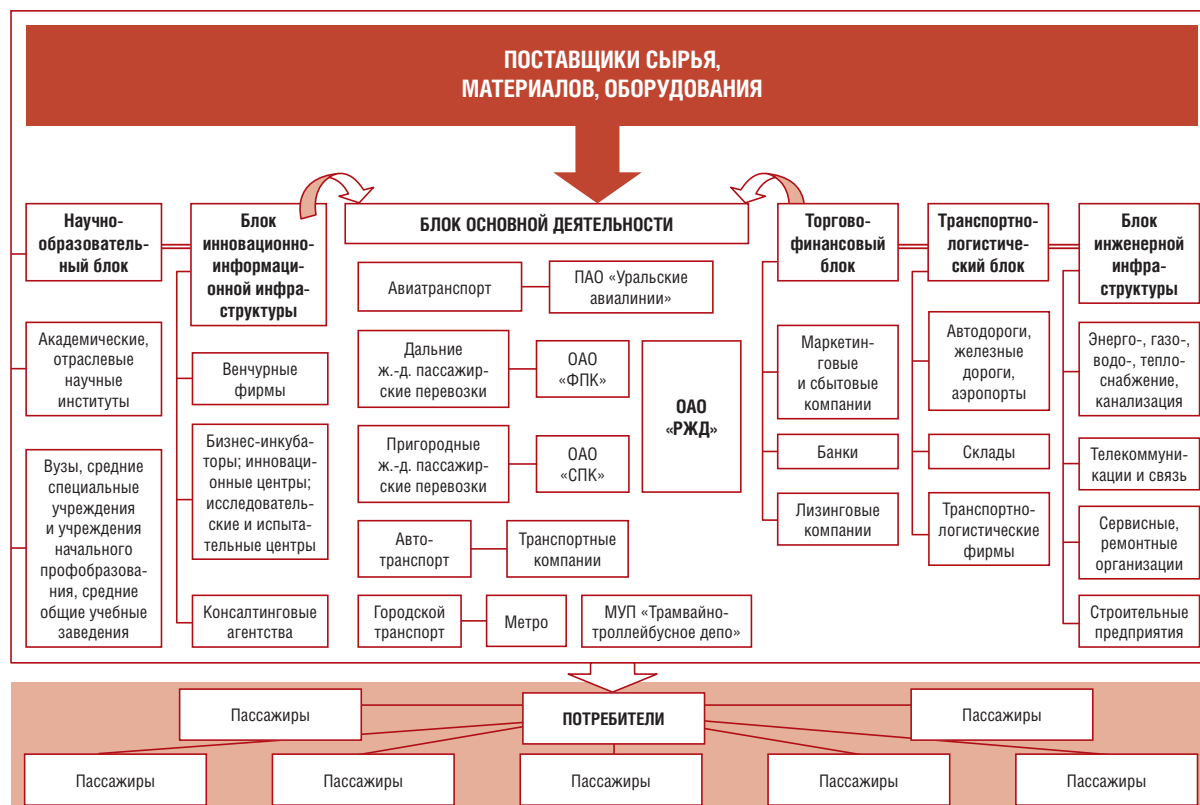 ПОСТАВЩИКИ СЫРЬЯ,
МАТЕРИАЛОВ, ОБОРУДОВАНИЯ
Научно-
образователь-
ный блок
Академические,
отраслевые
научные
институты
Вузы, средние
специальные
учреждения
и учреждения
начального
профобразова-
ния, средние
общие учебные
заведения
Блок
инновационно-
информаци-
онной инфра-
структуры
Венчурные
фирмы
Бизнес-инкуба-
торы; инноваци-
онные центры;
исследователь-
ские и испыта-
тельные центры
Консалтинговые
агентства
БЛОК ОСНОВНОЙ ДЕЯТЕЛЬНОСТИ
Авиатранспорт
ПАО «Уральские
авиалинии»
Дальние
ж.-д. пассажир-
ские перевозки
ОАО
«ФПК»
Пригородные
ж.-д. пассажир-
ские перевозки
ОАО
«СПК»
ОАО
«РЖД»
Авто-
транспорт
Транспортные
компании
Городской
транспорт
Метро
МУП «Трамвайно-
троллейбусное депо»
Торгово-
финансовый
блок
Маркетин-
говые
и сбытовые
компании
Банки
Лизинговые
компании
Транспортно-
логистичес-
кий блок
Автодороги,
железные
дороги,
аэропорты
Склады
Транспортно-
логистические
фирмы
Блок
инженерной
инфра-
структуры
Энерго-, газо-,
водо-, тепло-
снабжение,
канализация
Телекоммуни-
кации и связь
Сервисные,
ремонтные
организации
Строительные
предприятия
Пассажиры
ПОТРЕБИТЕЛИ
Пассажиры
Пассажиры
Пассажиры
Пассажиры
Пассажиры
Пассажиры